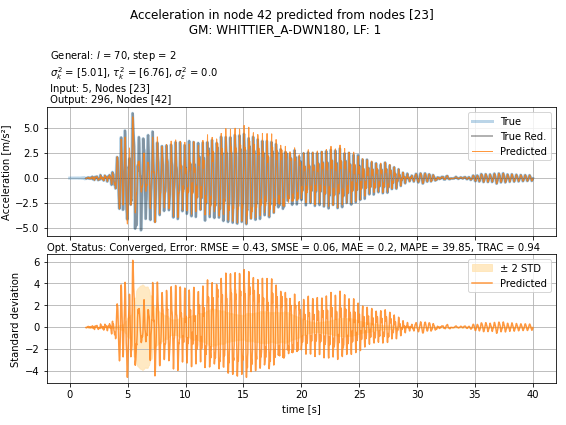 Acceleration in node 42 predicted from nodes [23]
GM: WHITTIER_A-DWN180, LF: 1
General: l = 70, step = 2
σ²ₖ = [5.01], τ²ₖ = [6.76], σ²ε = 0.0
Input: 5, Nodes [23]
Output: 296, Nodes [42]
Acceleration [m/s²]
5.0
2.5
0.0
−2.5
−5.0
True
True Red.
Predicted
Opt. Status: Converged, Error: RMSE = 0.43, SMSE = 0.06, MAE = 0.2, MAPE = 39.85, TRAC = 0.94
Standard deviation
6
4
2
0
−2
−4
± 2 STD
Predicted
0 5 10 15 20 25 30 35 40
time [s]